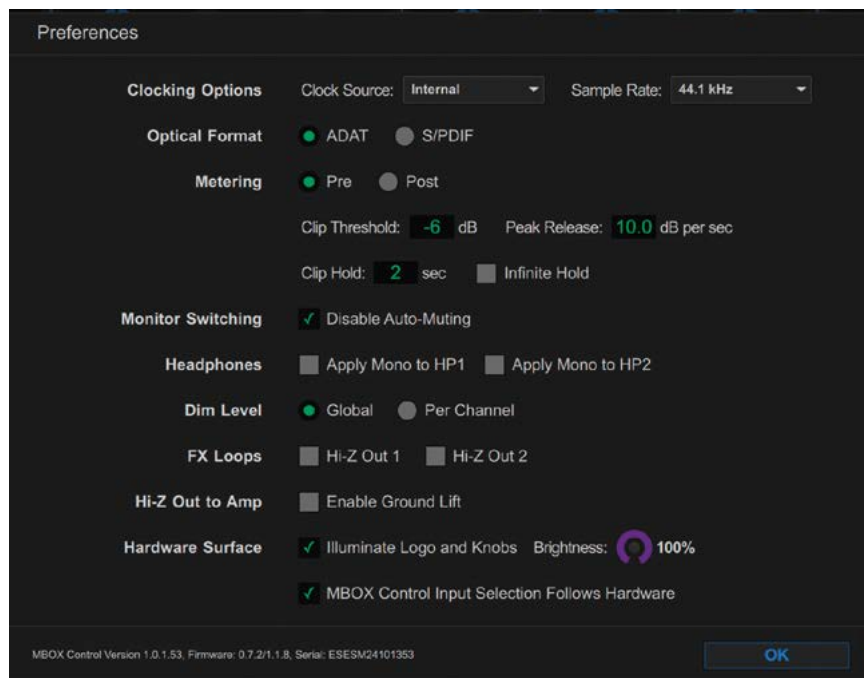 Preferences
Clocking Options Clock Source: Internal Sample Rate: 44.1 kHz
Optical Format ADAT S/PDIF
Metering Pre Post
Clip Threshold: -6 dB Peak Release: 10.0 dB per sec
Clip Hold: 2 sec Infinite Hold
Monitor Switching Disable Auto-Muting
Headphones Apply Mono to HP1 Apply Mono to HP2
Dim Level Global Per Channel
FX Loops Hi-Z Out 1 Hi-Z Out 2
Hi-Z Out to Amp Enable Ground Lift
Hardware Surface Illuminate Logo and Knobs Brightness: 100%
MBOX Control Input Selection Follows Hardware
MBOX Control Version 1.0.1.53, Firmware: 0.7.2/1.1.8, Serial: ESESM24101353 OK